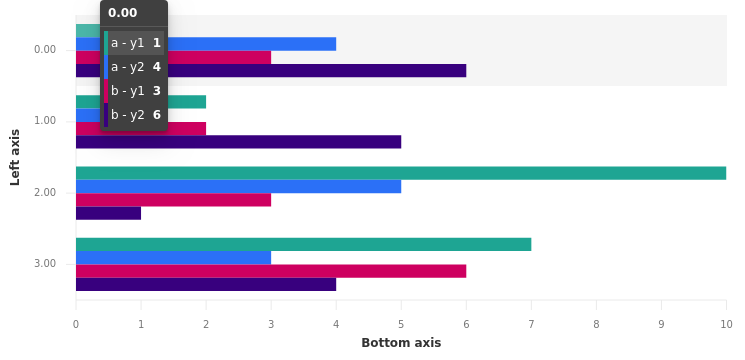 0.00
a - y1 1
a - y2 4
b - y1 3
b - y2 6
Left axis
0.00
1.00
2.00
3.00
0 1 2 3 4 5 6 7 8 9 10
Bottom axis